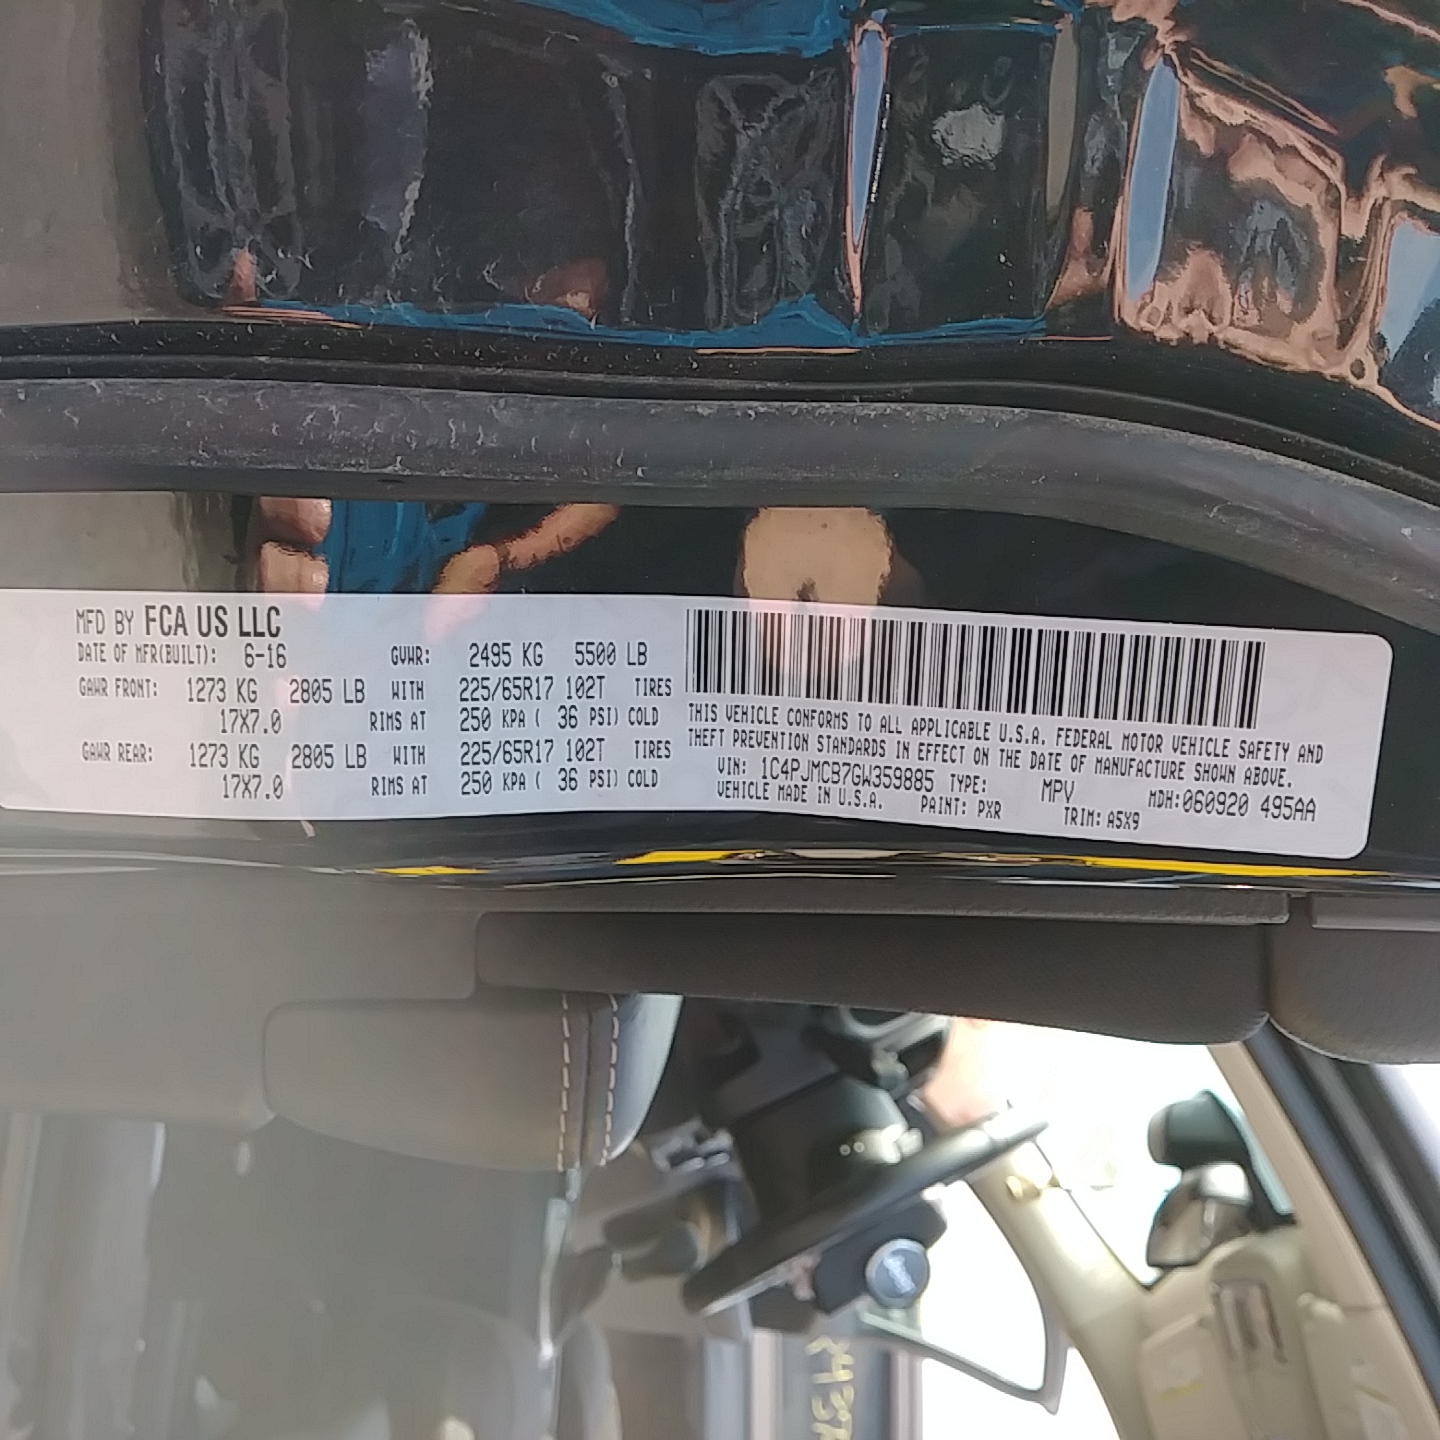 MFD BY FCA US LLC
DATE OF MFR(BUILT): 6-16 GVWR: 2495 KG 5500 LB
GAWR FRONT: 1273 KG 2805 LB WITH 225/65R17 102T TIRES
17X7.0 RIMS AT 250 KPA ( 36 PSI) COLD
GAWR REAR: 1273 KG 2805 LB WITH 225/65R17 102T TIRES
17X7.0 RIMS AT 250 KPA ( 36 PSI) COLD
THIS VEHICLE CONFORMS TO ALL APPLICABLE U.S.A. FEDERAL MOTOR VEHICLE SAFETY AND
THEFT PREVENTION STANDARDS IN EFFECT ON THE DATE OF MANUFACTURE SHOWN ABOVE.
VIN: 1C4PJMCB7GW359885 TYPE: MPV MDH:060920 495AA
VEHICLE MADE IN U.S.A. PAINT: PXR TRIM: A5X9